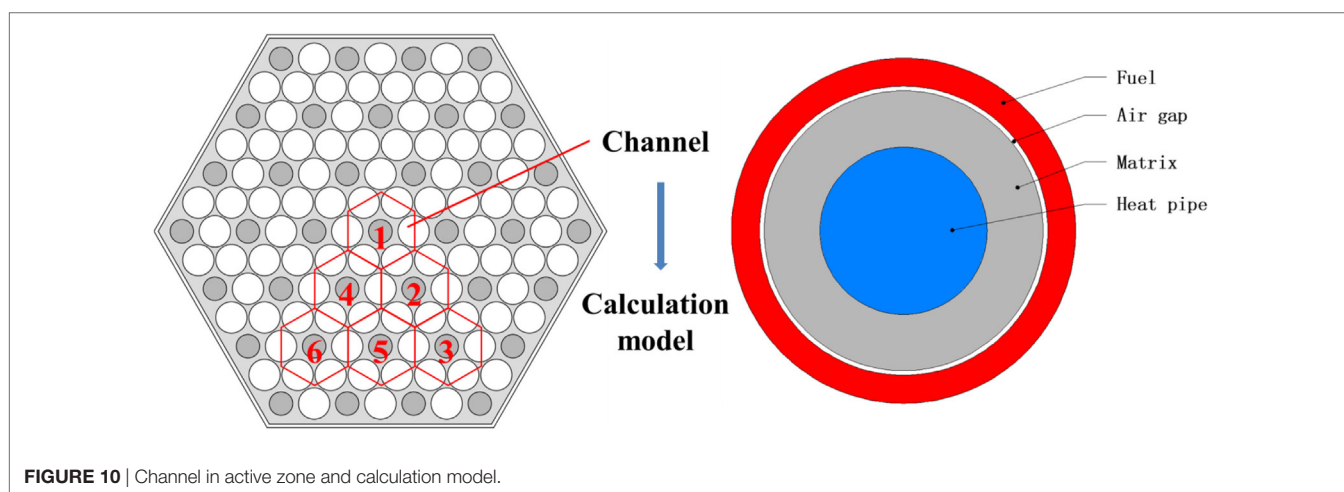 Channel
Calculation
model
1
4 2
6 5 3
Fuel
Air gap
Matrix
Heat pipe
FIGURE 10 | Channel in active zone and calculation model.